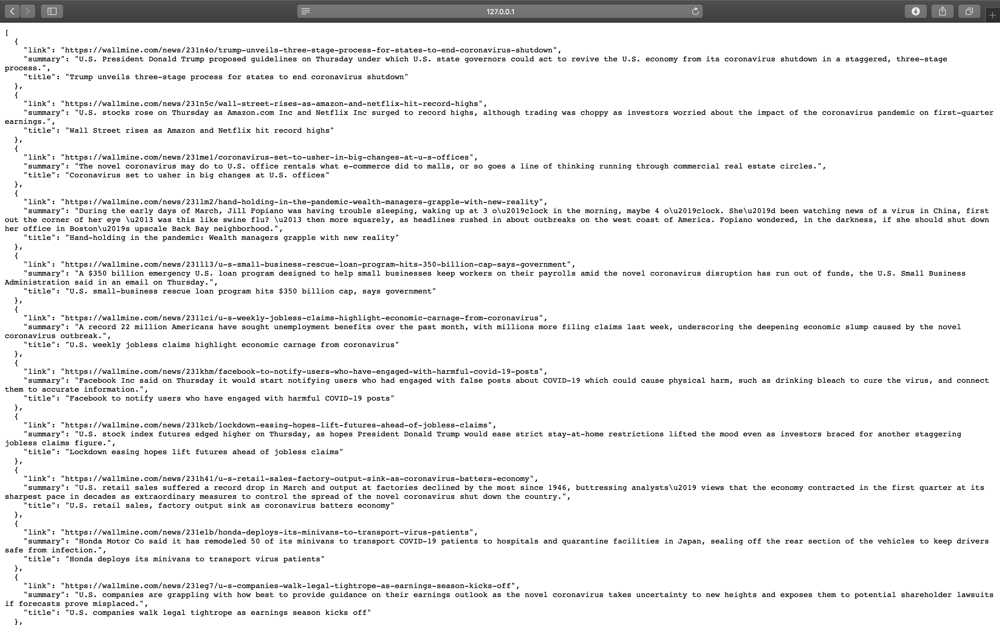 127.0.0.1
[
  {
    "link": "https://wallmine.com/news/231n4o/trump-unveils-three-stage-process-for-states-to-end-coronavirus-shutdown",
    "summary": "U.S. President Donald Trump proposed guidelines on Thursday under which U.S. state governors could act to revive the U.S. economy from its coronavirus shutdown in a staggered, three-stage
process.",
    "title": "Trump unveils three-stage process for states to end coronavirus shutdown"
  },
  {
    "link": "https://wallmine.com/news/231n5c/wall-street-rises-as-amazon-and-netflix-hit-record-highs",
    "summary": "U.S. stocks rose on Thursday as Amazon.com Inc and Netflix Inc surged to record highs, although trading was choppy as investors worried about the impact of the coronavirus pandemic on first-quarter
earnings.",
    "title": "Wall Street rises as Amazon and Netflix hit record highs"
  },
  {
    "link": "https://wallmine.com/news/231me1/coronavirus-set-to-usher-in-big-changes-at-u-s-offices",
    "summary": "The novel coronavirus may do to U.S. office rentals what e-commerce did to malls, or so goes a line of thinking running through commercial real estate circles.",
    "title": "Coronavirus set to usher in big changes at U.S. offices"
  },
  {
    "link": "https://wallmine.com/news/231lm2/hand-holding-in-the-pandemic-wealth-managers-grapple-with-new-reality",
    "summary": "During the early days of March, Jill Fopiano was having trouble sleeping, waking up at 3 o\u2019clock in the morning, maybe 4 o\u2019clock. She\u2019d been watching news of a virus in China, first
out the corner of her eye \u2013 was this like swine flu? \u2013 then more squarely, as headlines rushed in about outbreaks on the west coast of America. Fopiano wondered, in the darkness, if she should shut down
her office in Boston\u2019s upscale Back Bay neighborhood.",
    "title": "Hand-holding in the pandemic: Wealth managers grapple with new reality"
  },
  {
    "link": "https://wallmine.com/news/231ll3/u-s-small-business-rescue-loan-program-hits-350-billion-cap-says-government",
    "summary": "A $350 billion emergency U.S. loan program designed to help small businesses keep workers on their payrolls amid the novel coronavirus disruption has run out of funds, the U.S. Small Business
Administration said in an email on Thursday.",
    "title": "U.S. small-business rescue loan program hits $350 billion cap, says government"
  },
  {
    "link": "https://wallmine.com/news/231lci/u-s-weekly-jobless-claims-highlight-economic-carnage-from-coronavirus",
    "summary": "A record 22 million Americans have sought unemployment benefits over the past month, with millions more filing claims last week, underscoring the deepening economic slump caused by the novel
coronavirus outbreak.",
    "title": "U.S. weekly jobless claims highlight economic carnage from coronavirus"
  },
  {
    "link": "https://wallmine.com/news/231khm/facebook-to-notify-users-who-have-engaged-with-harmful-covid-19-posts",
    "summary": "Facebook Inc said on Thursday it would start notifying users who had engaged with false posts about COVID-19 which could cause physical harm, such as drinking bleach to cure the virus, and connect
them to accurate information.",
    "title": "Facebook to notify users who have engaged with harmful COVID-19 posts"
  },
  {
    "link": "https://wallmine.com/news/231kcb/lockdown-easing-hopes-lift-futures-ahead-of-jobless-claims",
    "summary": "U.S. stock index futures edged higher on Thursday, as hopes President Donald Trump would ease strict stay-at-home restrictions lifted the mood even as investors braced for another staggering
jobless claims figure.",
    "title": "Lockdown easing hopes lift futures ahead of jobless claims"
  },
  {
    "link": "https://wallmine.com/news/231h41/u-s-retail-sales-factory-output-sink-as-coronavirus-batters-economy",
    "summary": "U.S. retail sales suffered a record drop in March and output at factories declined by the most since 1946, buttressing analysts\u2019 views that the economy contracted in the first quarter at its
sharpest pace in decades as extraordinary measures to control the spread of the novel coronavirus shut down the country.",
    "title": "U.S. retail sales, factory output sink as coronavirus batters economy"
  },
  {
    "link": "https://wallmine.com/news/231elb/honda-deploys-its-minivans-to-transport-virus-patients",
    "summary": "Honda Motor Co said it has remodeled 50 of its minivans to transport COVID-19 patients to hospitals and quarantine facilities in Japan, sealing off the rear section of the vehicles to keep drivers
safe from infection.",
    "title": "Honda deploys its minivans to transport virus patients"
  },
  {
    "link": "https://wallmine.com/news/231eg7/u-s-companies-walk-legal-tightrope-as-earnings-season-kicks-off",
    "summary": "U.S. companies are grappling with how best to provide guidance on their earnings outlook as the novel coronavirus takes uncertainty to new heights and exposes them to potential shareholder lawsuits
if forecasts prove misplaced.",
    "title": "U.S. companies walk legal tightrope as earnings season kicks off"
  },